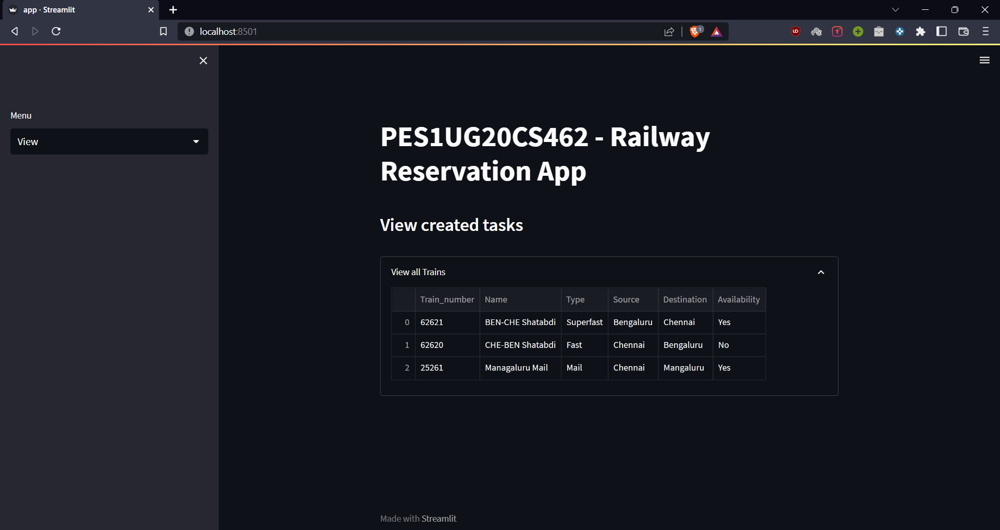 app · Streamlit
localhost:8501
1
Menu
View
PES1UG20CS462 - Railway
Reservation App
View created tasks
View all Trains
Train_number Name Type Source Destination Availability
0 62621 BEN-CHE Shatabdi Superfast Bengaluru Chennai Yes
1 62620 CHE-BEN Shatabdi Fast Chennai Bengaluru No
2 25261 Managaluru Mail Mail Chennai Mangaluru Yes
Made with Streamlit